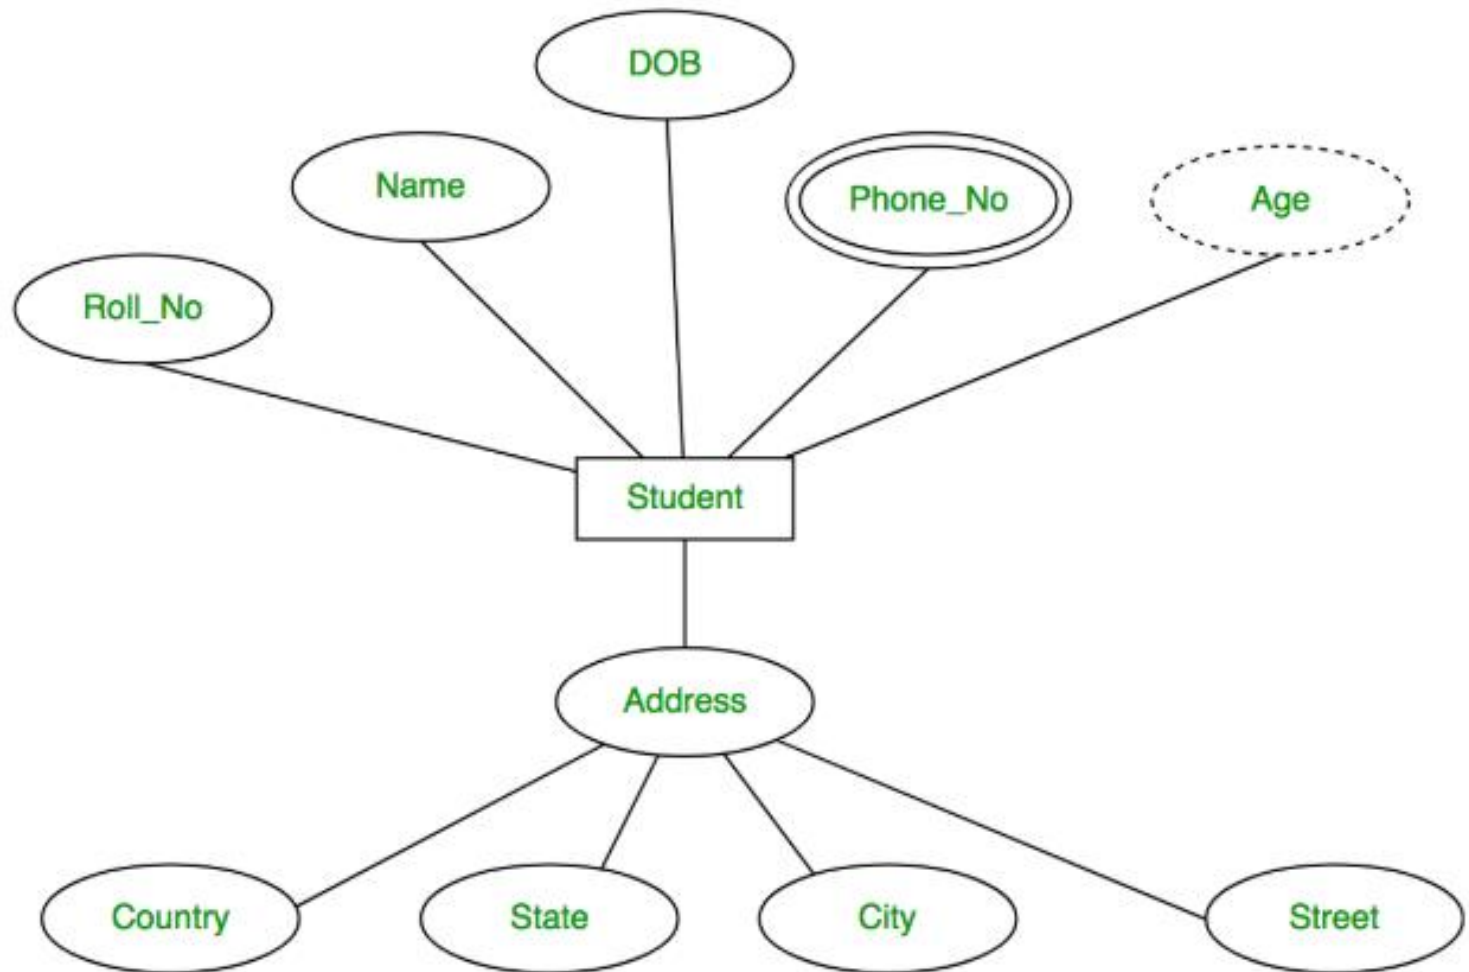 DOB
Name
Phone_No
Age
Roll_No
Student
Address
Country
State
City
Street